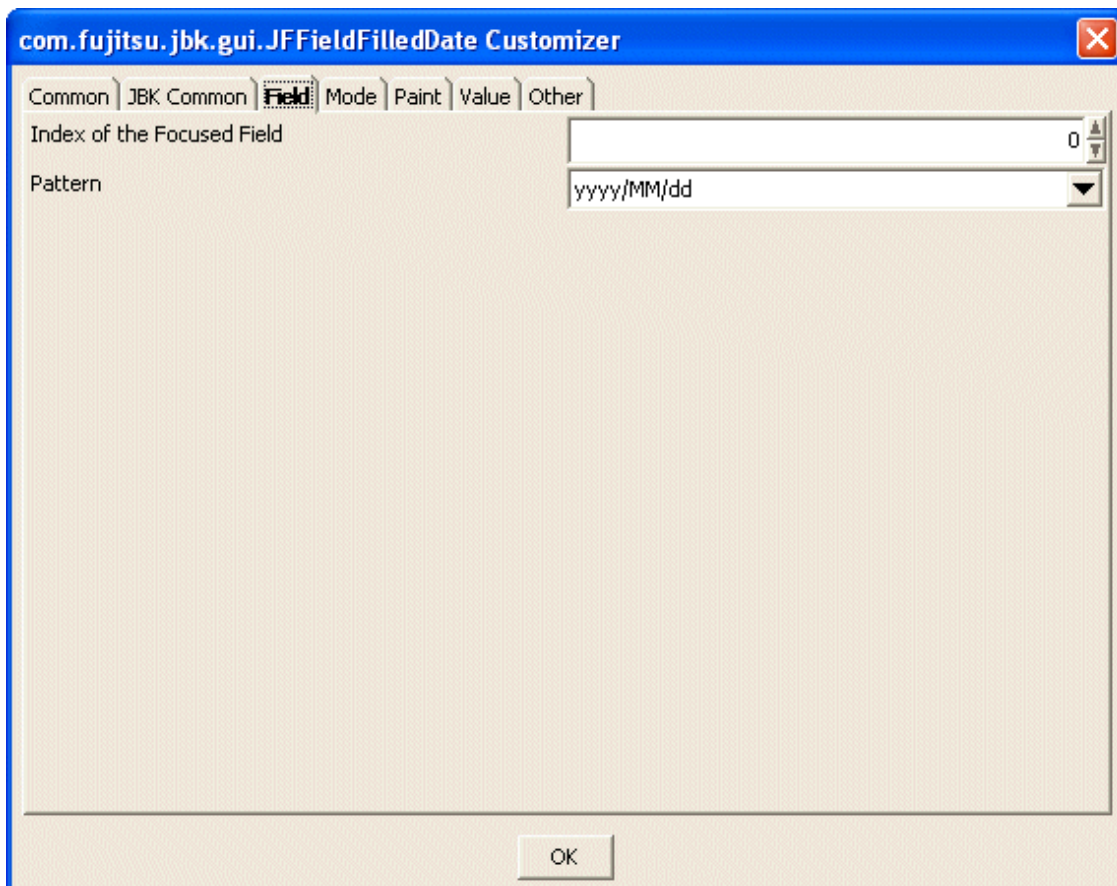 com.fujitsu.jbk.gui.JFFieldFilledDate Customizer
Common JBK Common Field Mode Paint Value Other
Index of the Focused Field 0
Pattern yyyy/MM/dd
OK